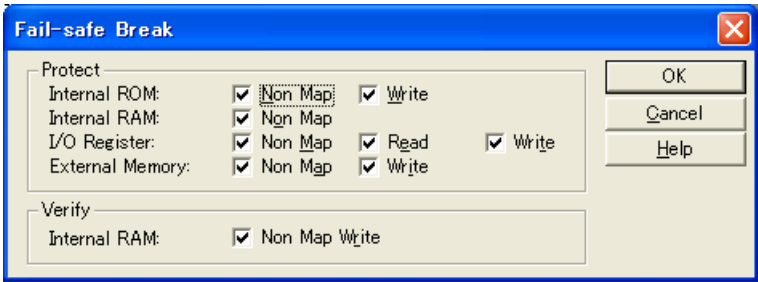 Fail-safe Break
Protect
Internal ROM: Non Map Write
Internal RAM: Non Map
I/O Register: Non Map Read Write
External Memory: Non Map Write
Verify
Internal RAM: Non Map Write
OK
Cancel
Help